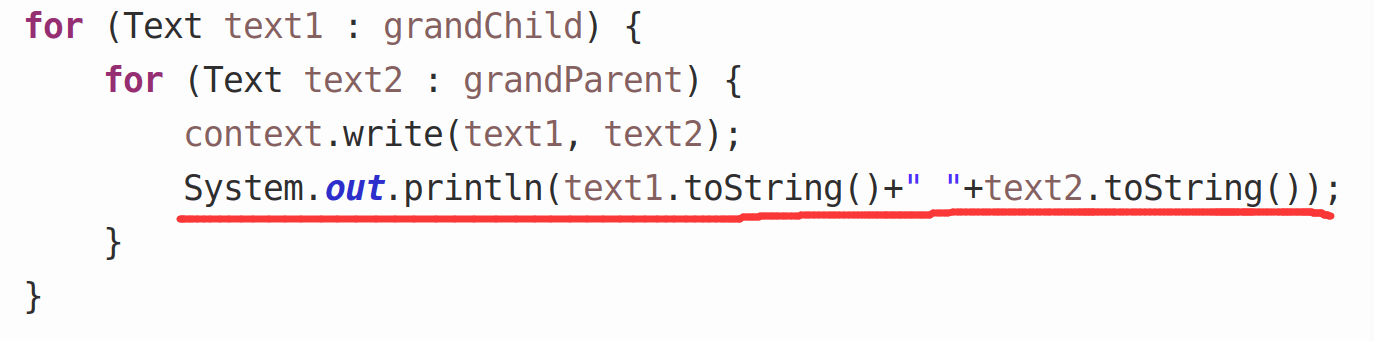 for (Text text1 : grandChild) {
for (Text text2 : grandParent) {
context.write(text1, text2);
System.out.println(text1.toString()+" "+text2.toString());
}
}